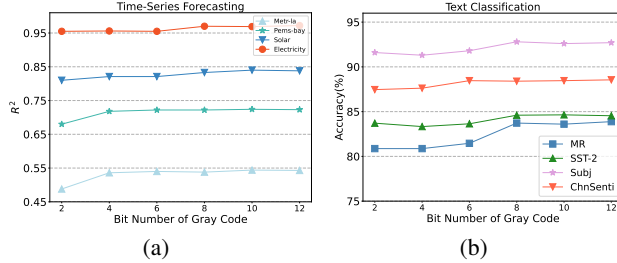 Time-Series Forecasting
R²
0.95
0.85
0.75
0.65
0.55
0.45
Metr-la
Pems-bay
Solar
Electricity
2 4 6 8 10 12
Bit Number of Gray Code
(a)
Text Classification
Accuracy(%)
95
90
85
80
75
MR
SST-2
Subj
ChnSenti
2 4 6 8 10 12
Bit Number of Gray Code
(b)